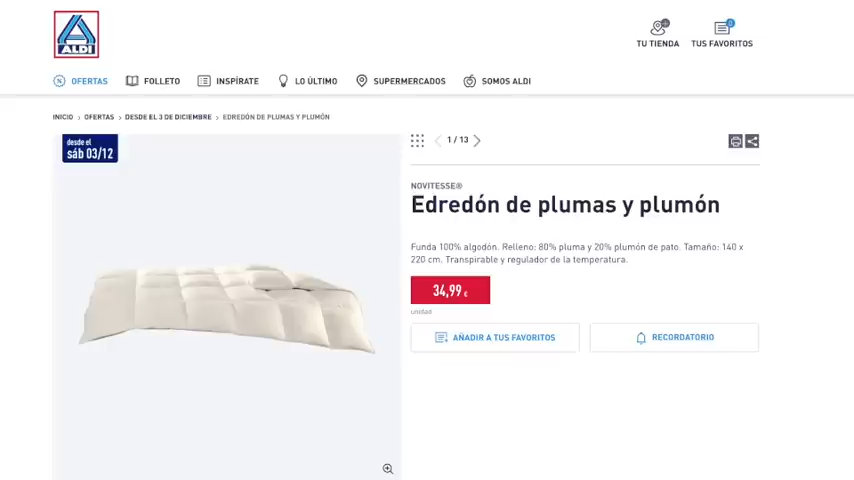 ALDI
TU TIENDA
TUS FAVORITOS
OFERTAS
FOLLETO
INSPÍRATE
LO ÚLTIMO
SUPERMERCADOS
SOMOS ALDI
INICIO > OFERTAS > DESDE EL 3 DE DICIEMBRE > EDREDÓN DE PLUMAS Y PLUMÓN
desde el
sáb 03/12
1 / 13
NOVITESSE®
Edredón de plumas y plumón
Funda 100% algodón. Relleno: 80% pluma y 20% plumón de pato. Tamaño: 140 x
220 cm. Transpirable y regulador de la temperatura.
34,99 €
unidad
AÑADIR A TUS FAVORITOS
RECORDATORIO